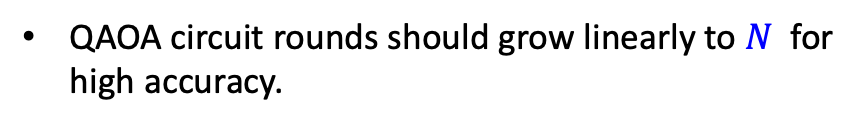 • QAOA circuit rounds should grow linearly to N for
high accuracy.